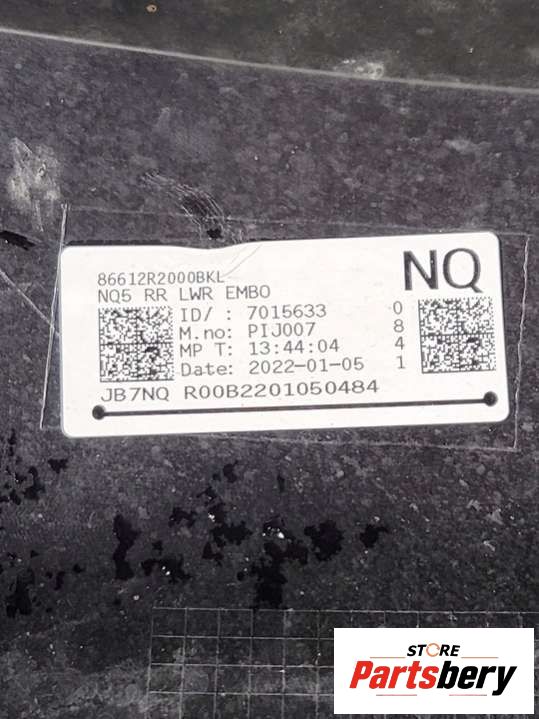 86612R2000BKL
NQ
NQ5 RR LWR EMBO
ID/ : 7015633
M.no: PIJ007
MP T: 13:44:04
Date: 2022-01-05
0
8
4
1
JB7NQ R00B2201050484
STORE
Partsbery